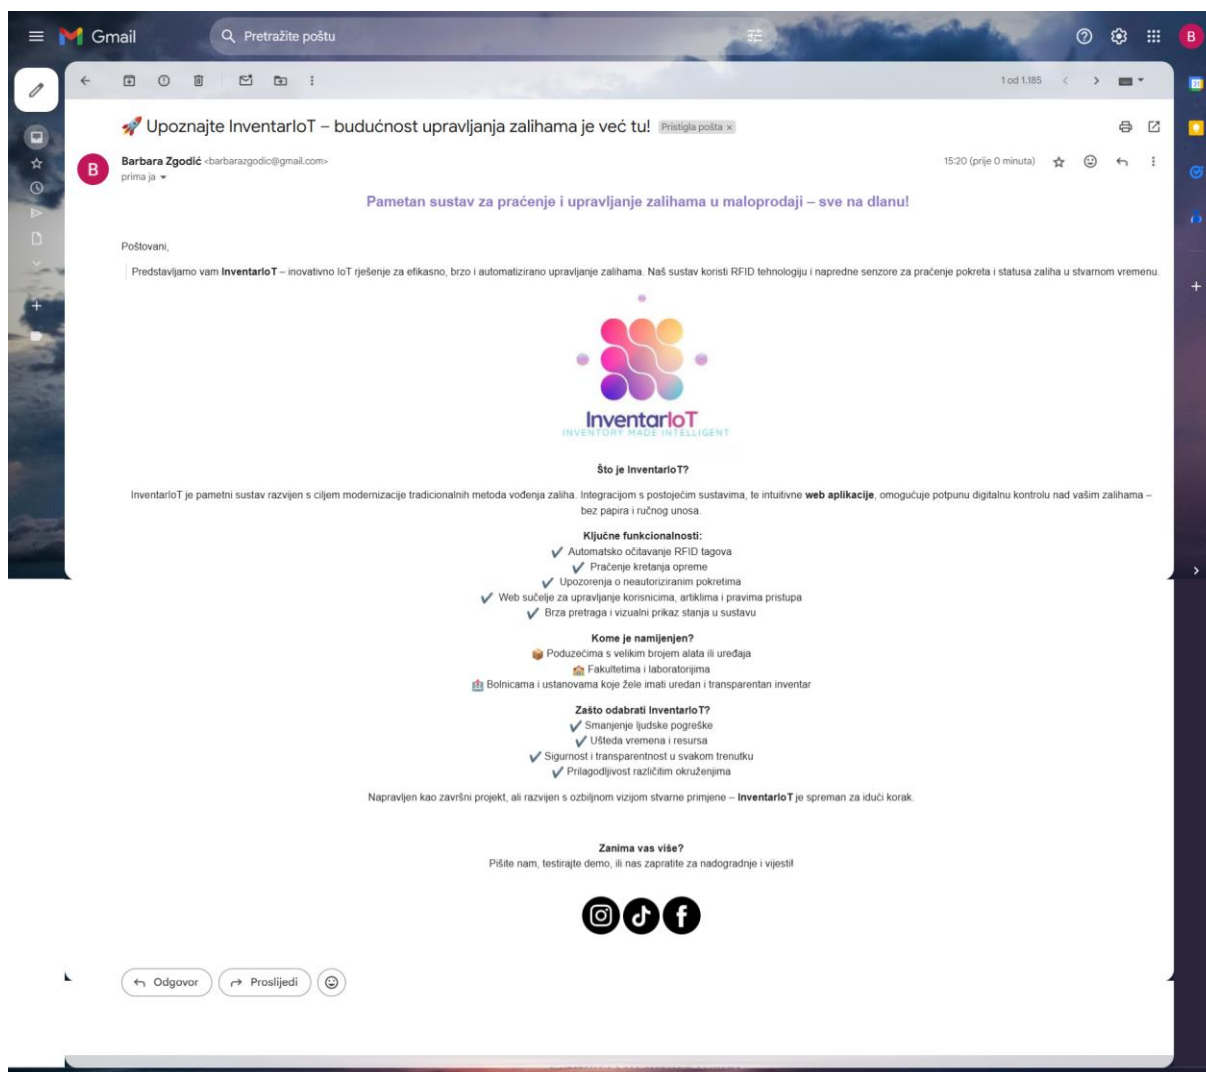 Gmail
Pretražite poštu
B
1 od 1.185
🚀 Upoznajte InventarIoT – budućnost upravljanja zalihama je već tu! Pristigla pošta x
B
Barbara Zgodić <barbarazgodic@gmail.com>
15:20 (prije 0 minuta)
prima ja
Pametan sustav za praćenje i upravljanje zalihama u maloprodaji – sve na dlanu!
Poštovani,
Predstavljamo vam InventarIoT – inovativno IoT rješenje za efikasno, brzo i automatizirano upravljanje zalihama. Naš sustav koristi RFID tehnologiju i napredne senzore za praćenje pokreta i statusa zaliha u stvarnom vremenu.
InventarIoT
INVENTORY MADE INTELLIGENT
Što je InventarIoT?
InventarIoT je pametni sustav razvijen s ciljem modernizacije tradicionalnih metoda vođenja zaliha. Integracijom s postojećim sustavima, te intuitivne web aplikacije, omogućuje potpunu digitalnu kontrolu nad vašim zalihama –
bez papira i ručnog unosa.
Ključne funkcionalnosti:
✔ Automatsko očitavanje RFID tagova
✔ Praćenje kretanja opreme
✔ Upozorenja o neautoriziranim pokretima
✔ Web sučelje za upravljanje korisnicima, artiklima i pravima pristupa
✔ Brza pretraga i vizualni prikaz stanja u sustavu
Kome je namijenjen?
📦 Poduzećima s velikim brojem alata ili uređaja
🏫 Fakultetima i laboratorijima
🏥 Bolnicama i ustanovama koje žele imati uredan i transparentan inventar
Zašto odabrati InventarIoT?
✔ Smanjenje ljudske pogreške
✔ Ušteda vremena i resursa
✔ Sigurnost i transparentnost u svakom trenutku
✔ Prilagodljivost različitim okruženjima
Napravljen kao završni projekt, ali razvijen s ozbiljnom vizijom stvarne primjene – InventarIoT je spreman za idući korak.
Zanima vas više?
Pišite nam, testirajte demo, ili nas zapratite za nadogradnje i vijesti!
Odgovor
Proslijedi